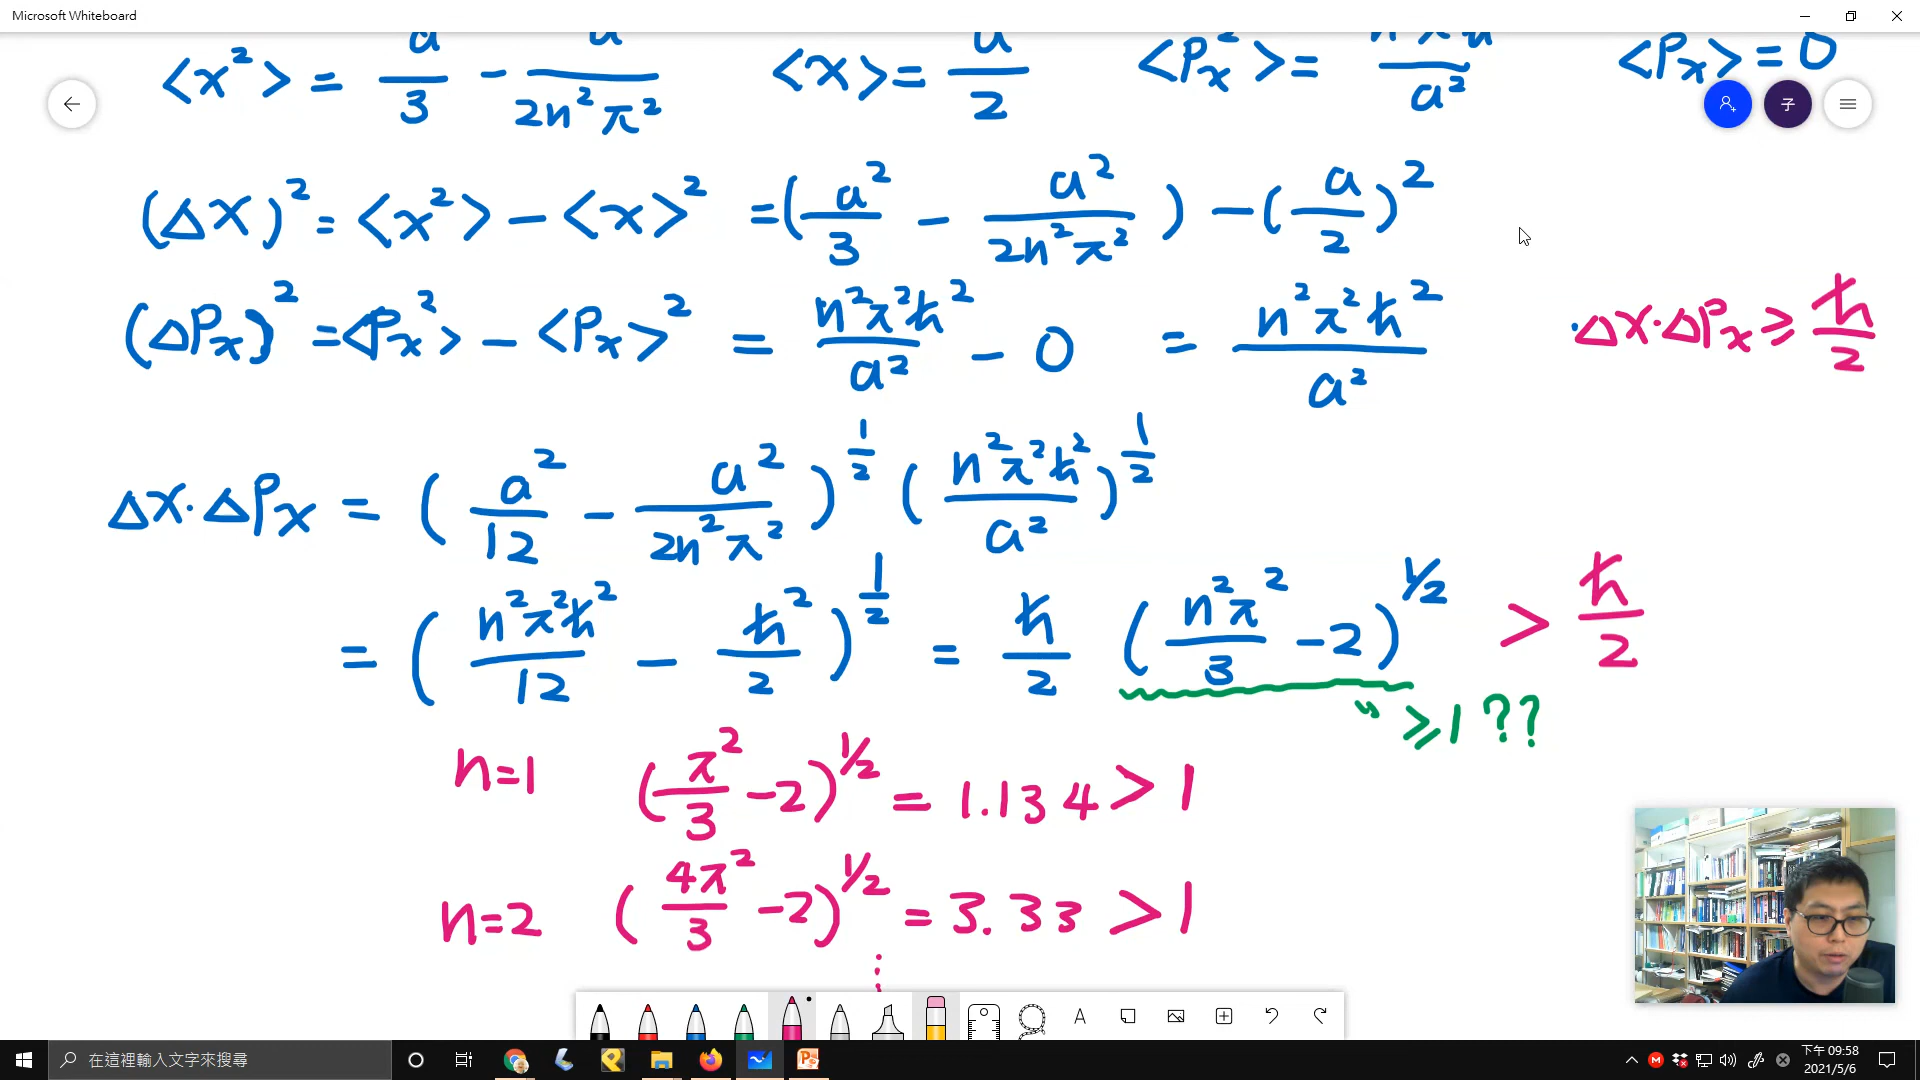 Microsoft Whiteboard
<x²> = a/3 − a/2n²π² <x> = a/2 <Px²> = n²πħ/a² <Px> = 0
子
(Δx)² = <x²> − <x>² = (a²/3 − a²/2n²π²) − (a/2)²
(ΔPx)² = <Px²> − <Px>² = n²π²ħ²/a² − 0 = n²π²ħ²/a²
·Δx·ΔPx ≥ ħ/2
Δx·ΔPx = (a²/12 − a²/2n²π²)^1/2 (n²π²ħ²/a²)^1/2
= (n²π²ħ²/12 − ħ²/2)^1/2 = ħ/2 (n²π²/3 − 2)^1/2 > ħ/2
" ≥ 1 ??
n=1 (π²/3 − 2)^1/2 = 1.134 > 1
n=2 (4π²/3 − 2)^1/2 = 3.33 > 1
⋮
A
在這裡輸入文字來搜尋
下午 09:58
2021/5/6